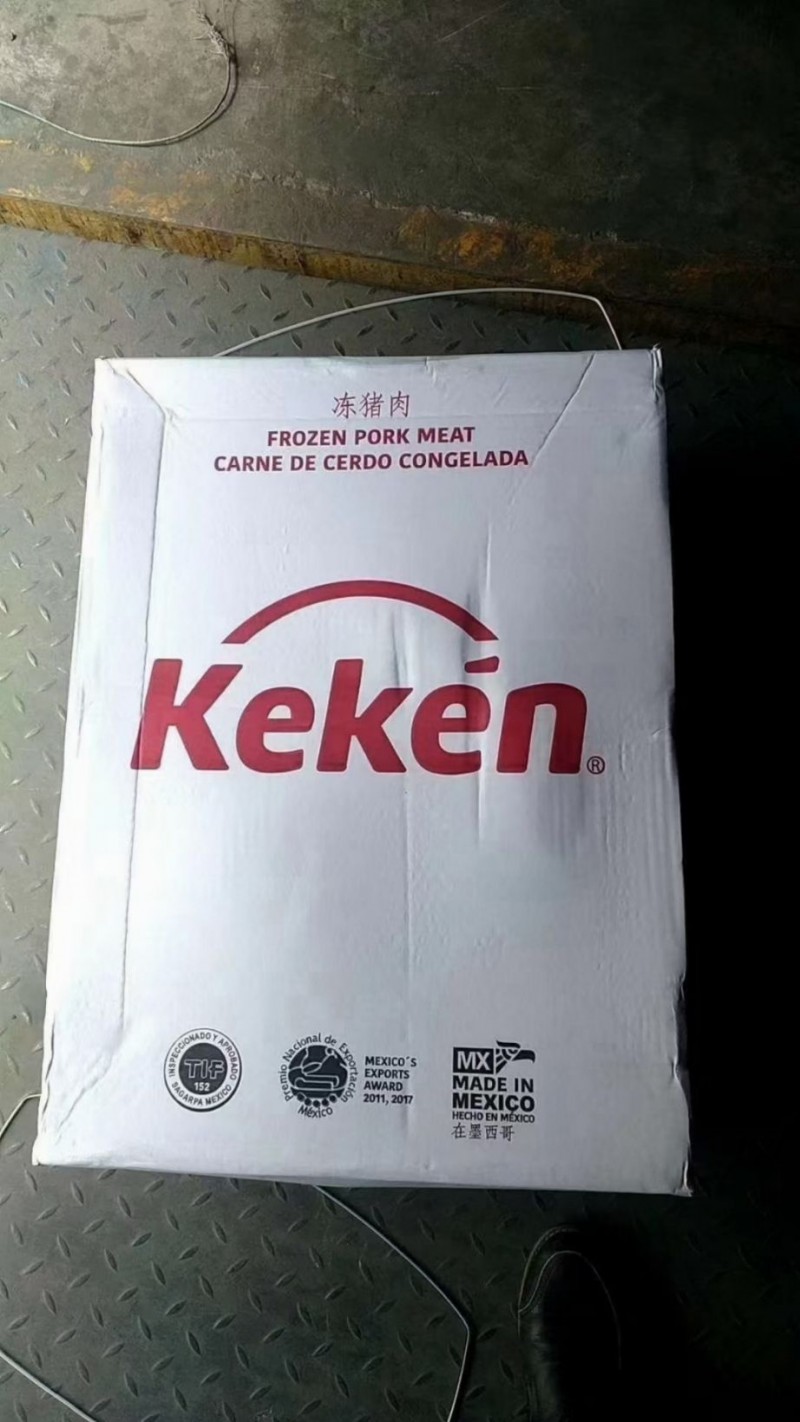 冻猪肉
FROZEN PORK MEAT
CARNE DE CERDO CONGELADA
Kekén®
INSPECCIONADO Y APROBADO
TIF
152
SAGARPA MEXICO
Premio Nacional de Exportación
México
MEXICO´S
EXPORTS
AWARD
2011, 2017
MX
MADE IN
MEXICO
HECHO EN MÉXICO
在墨西哥